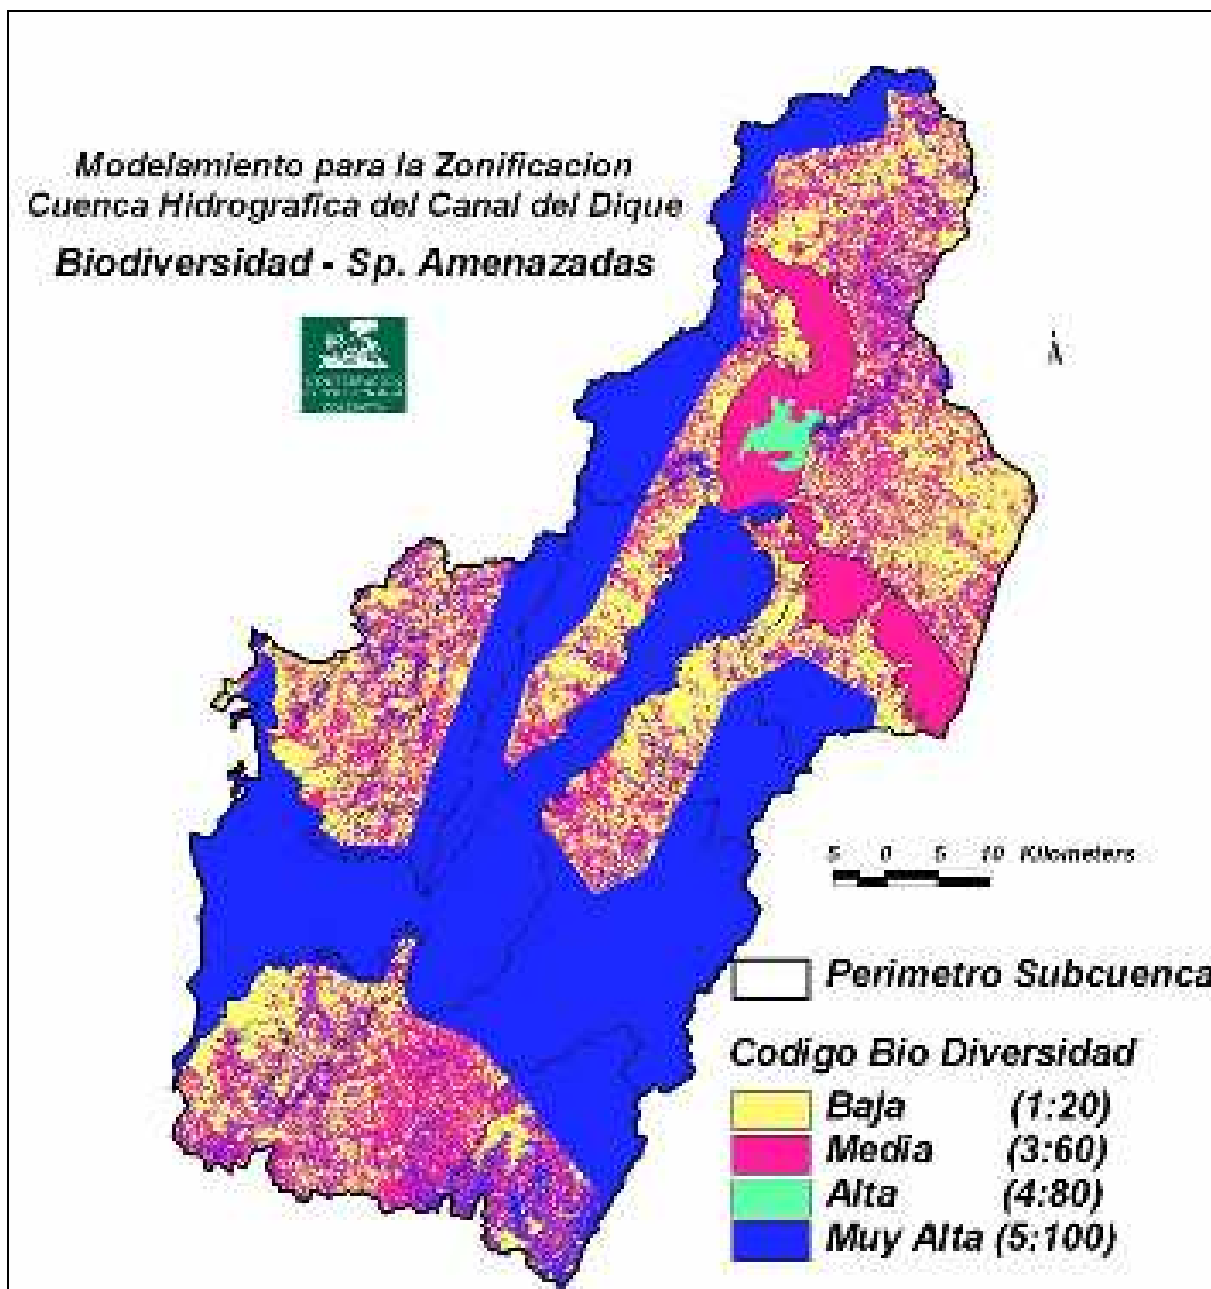 Modelamiento para la Zonificacion
Cuenca Hidrografica del Canal del Dique
Biodiversidad - Sp. Amenazadas
5 0 5 10 Kilometers
Perimetro Subcuenca
Codigo Bio Diversidad
Baja (1:20)
Media (3:60)
Alta (4:80)
Muy Alta (5:100)